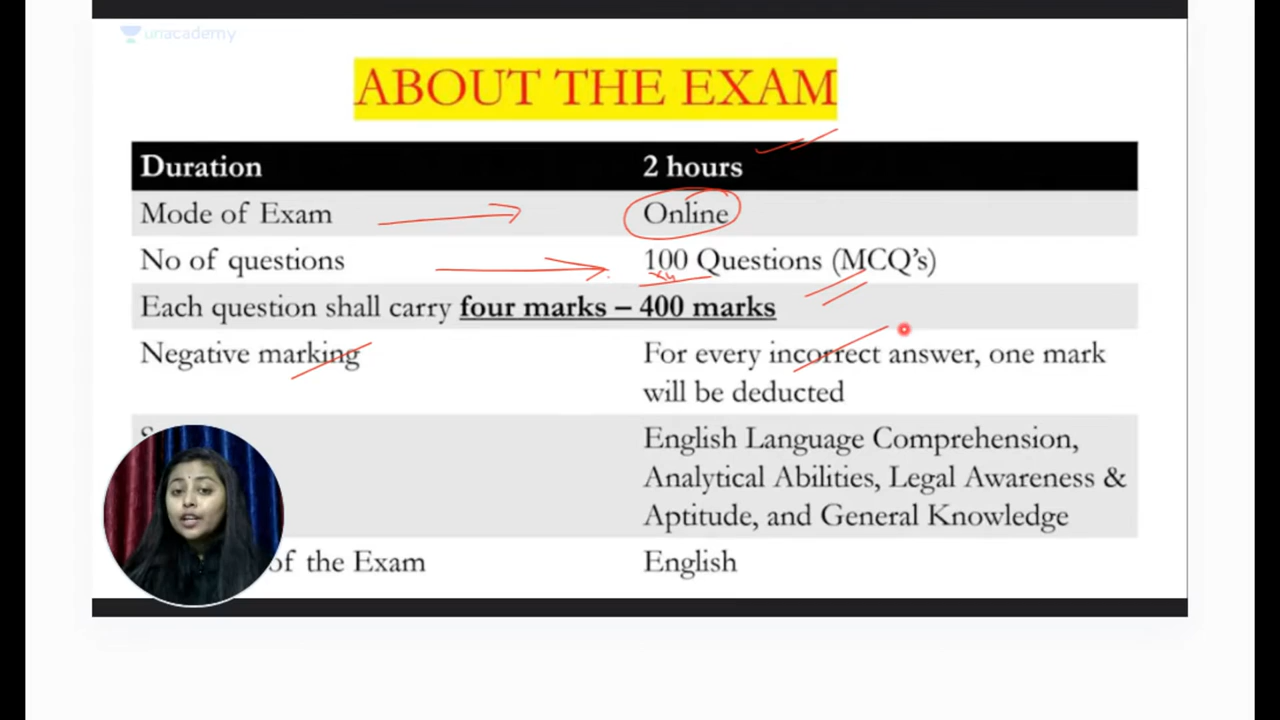 unacademy
ABOUT THE EXAM
Duration 2 hours
Mode of Exam Online
No of questions 100 Questions (MCQ's)
x4
Each question shall carry four marks – 400 marks
Negative marking For every incorrect answer, one mark
will be deducted
English Language Comprehension,
Analytical Abilities, Legal Awareness &
Aptitude, and General Knowledge
of the Exam English